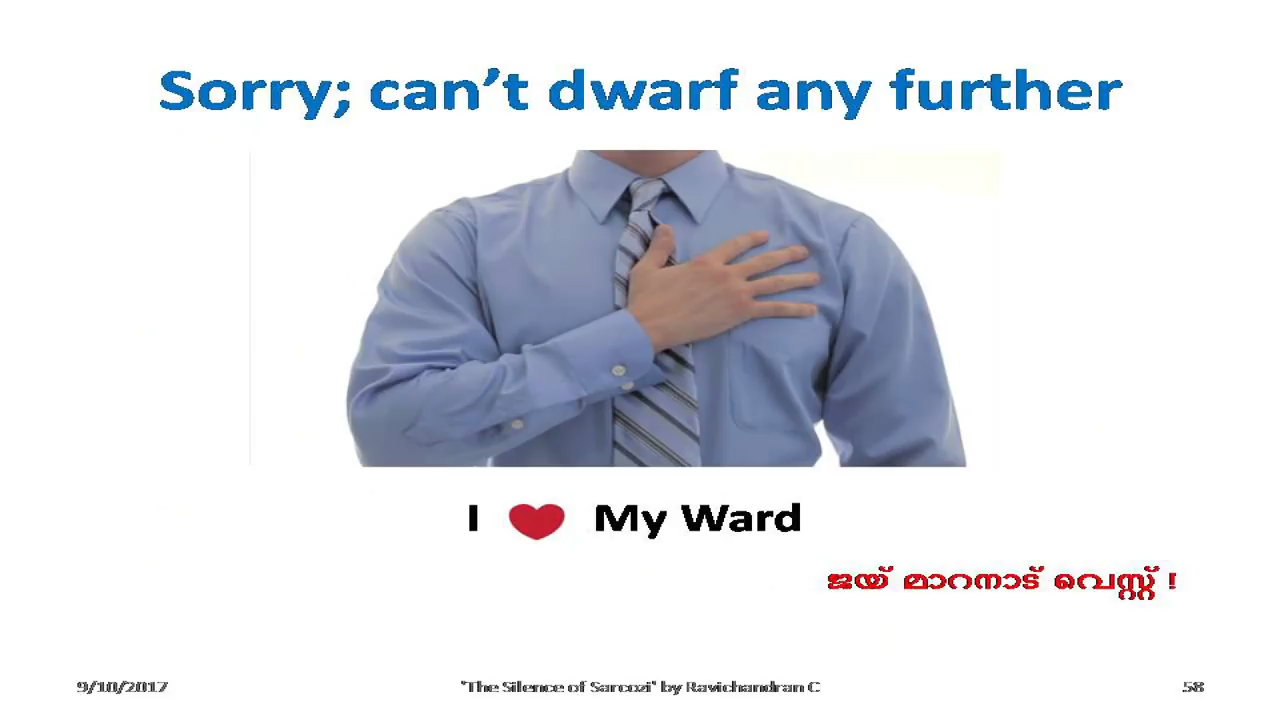 Sorry; can't dwarf any further
I ❤ My Ward
ജയ് മാറനാട് വെസ്റ്റ് !
9/10/2017 'The Silence of Sarcozi' by Ravichandran C 58